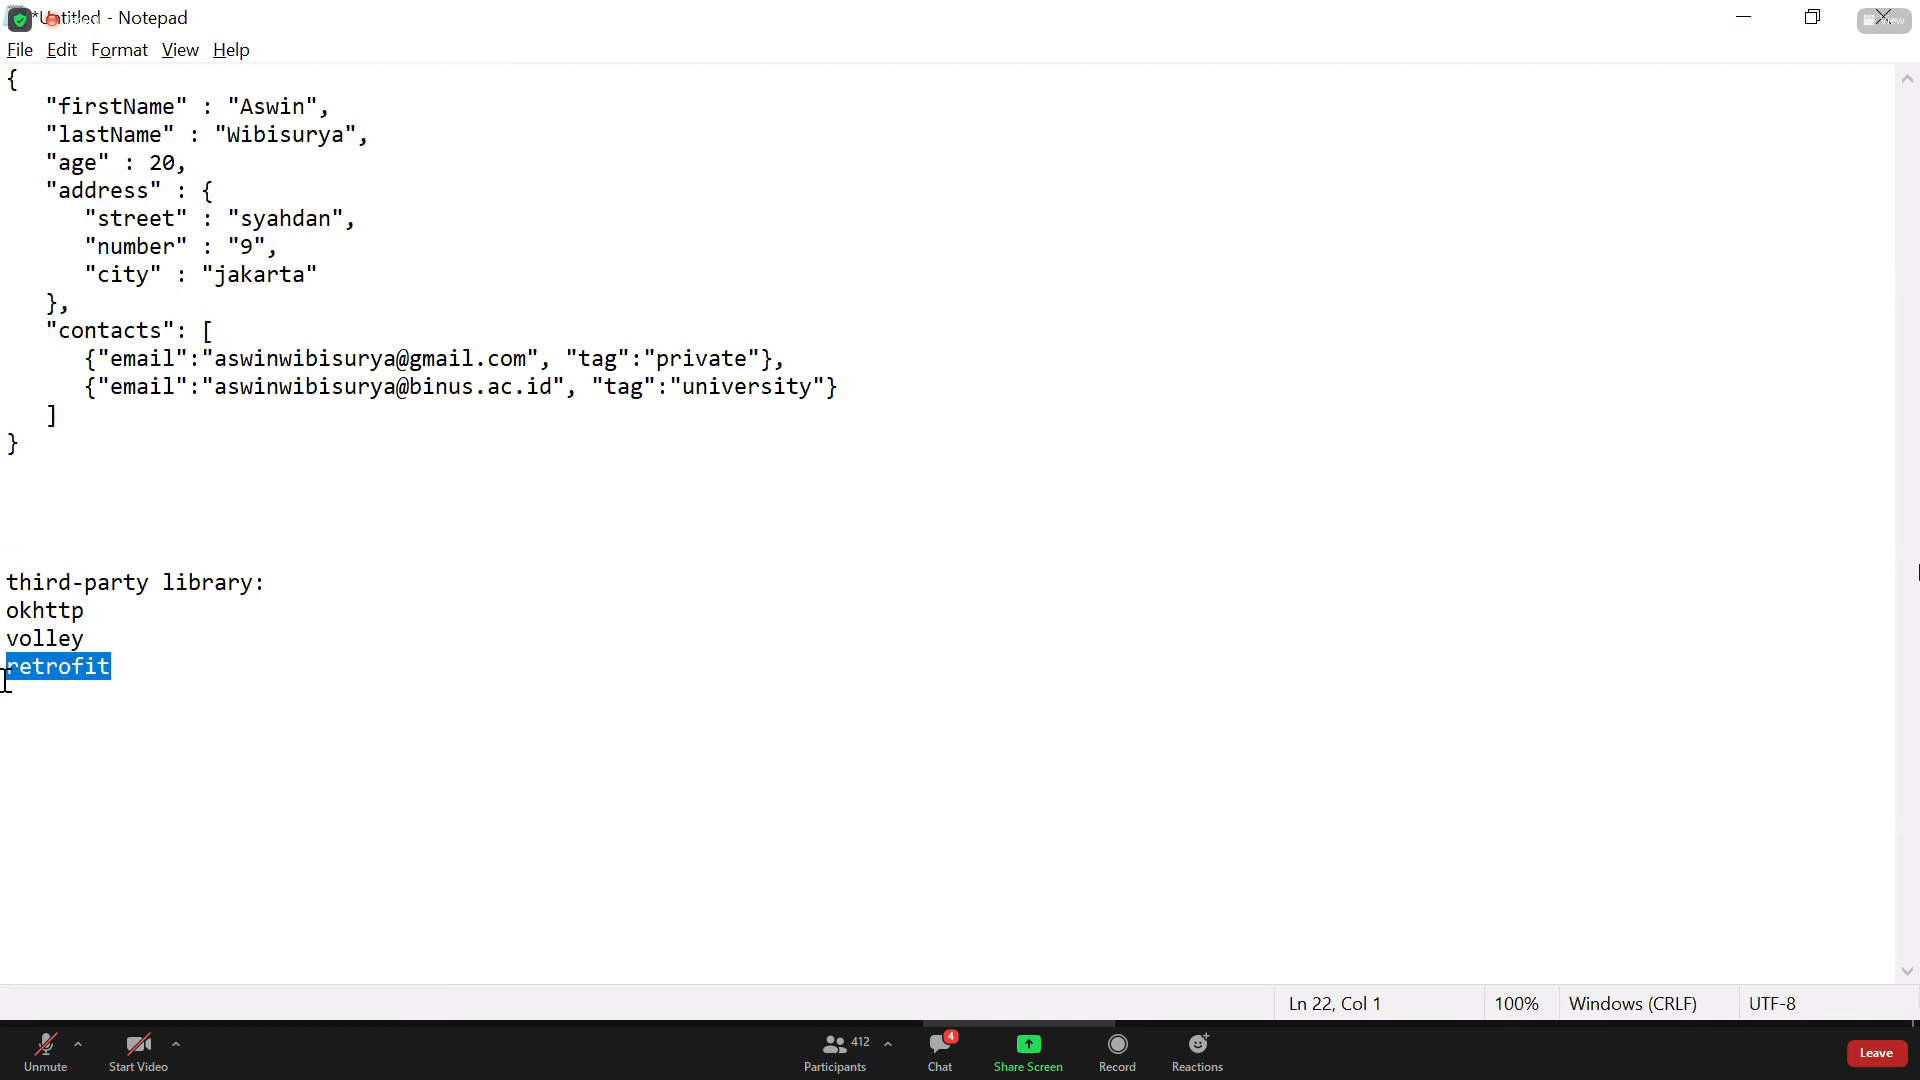 *Untitled - Notepad
View
File Edit Format View Help
{
   "firstName" : "Aswin",
   "lastName" : "Wibisurya",
   "age" : 20,
   "address" : {
      "street" : "syahdan",
      "number" : "9",
      "city" : "jakarta"
   },
   "contacts": [
      {"email":"aswinwibisurya@gmail.com", "tag":"private"},
      {"email":"aswinwibisurya@binus.ac.id", "tag":"university"}
   ]
}
third-party library:
okhttp
volley
retrofit
Ln 22, Col 1 100% Windows (CRLF) UTF-8
412 4
Unmute Start Video Participants Chat Share Screen Record Reactions Leave